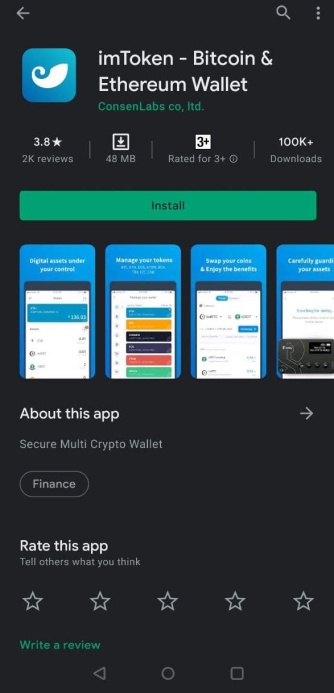 imToken - Bitcoin &
Ethereum Wallet
ConsenLabs co, ltd.
3.8★
2K reviews
48 MB
3+
Rated for 3+
100K+
Downloads
Install
Digital assets under
your control
Manage your tokens
Swap your coins
& Enjoy the benefits
Carefully guardi
your assets
About this app
Secure Multi Crypto Wallet
Finance
Rate this app
Tell others what you think
Write a review